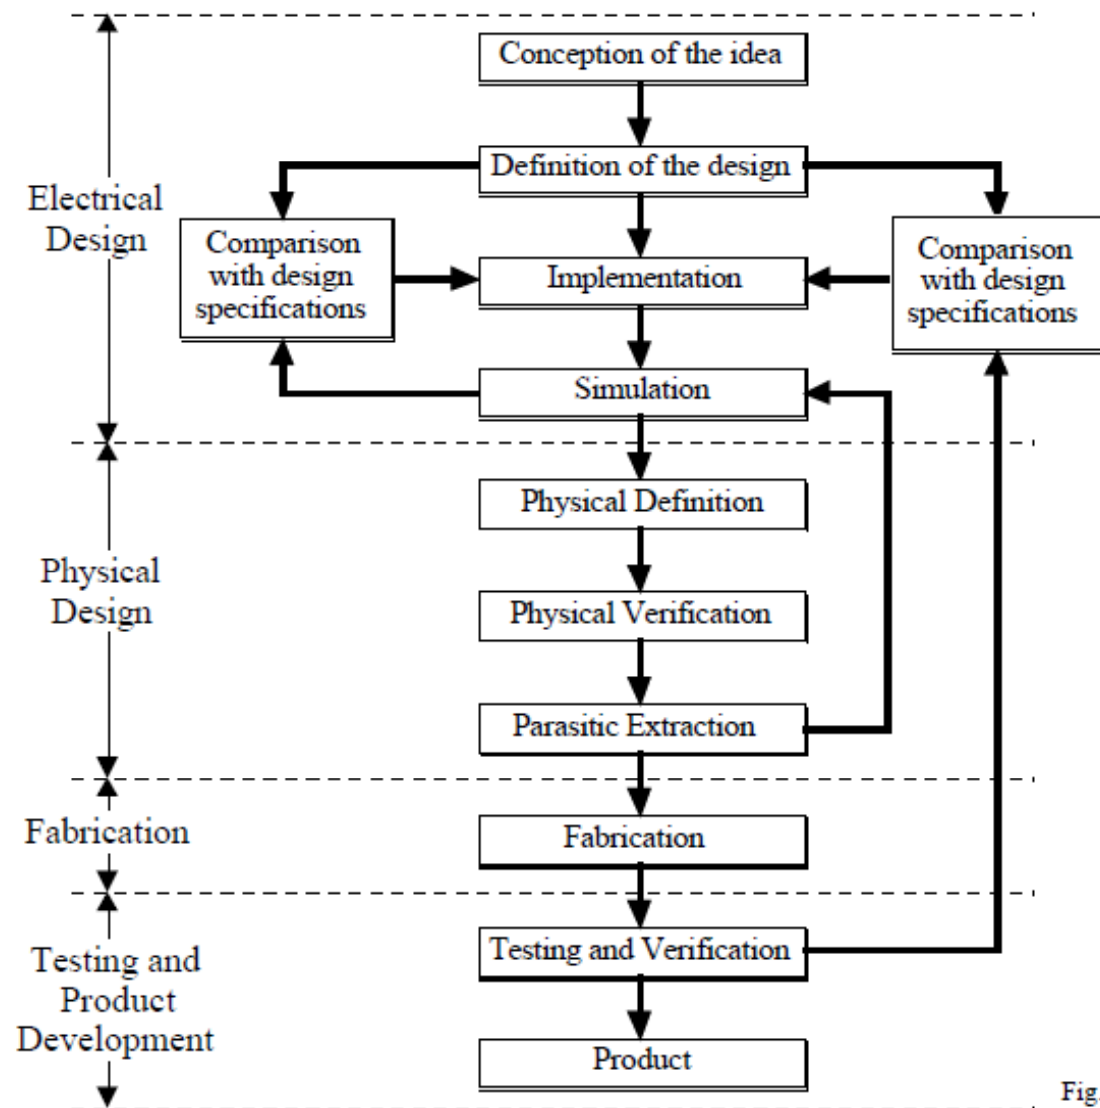 Conception of the idea
Definition of the design
Electrical
Design
Comparison
with design
specifications
Implementation
Comparison
with design
specifications
Simulation
Physical Definition
Physical
Design
Physical Verification
Parasitic Extraction
Fabrication
Fabrication
Testing and Verification
Testing and
Product
Development
Product
Fig.